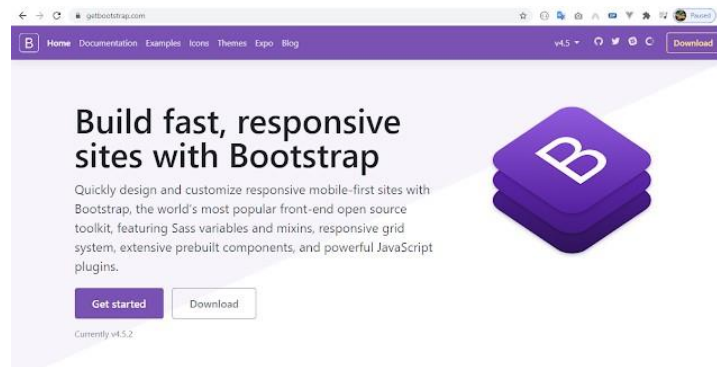 getbootstrap.com
Paused
B Home Documentation Examples Icons Themes Expo Blog v4.5 Download
Build fast, responsive
sites with Bootstrap
Quickly design and customize responsive mobile-first sites with
Bootstrap, the world's most popular front-end open source
toolkit, featuring Sass variables and mixins, responsive grid
system, extensive prebuilt components, and powerful JavaScript
plugins.
B
Get started Download
Currently v4.5.2